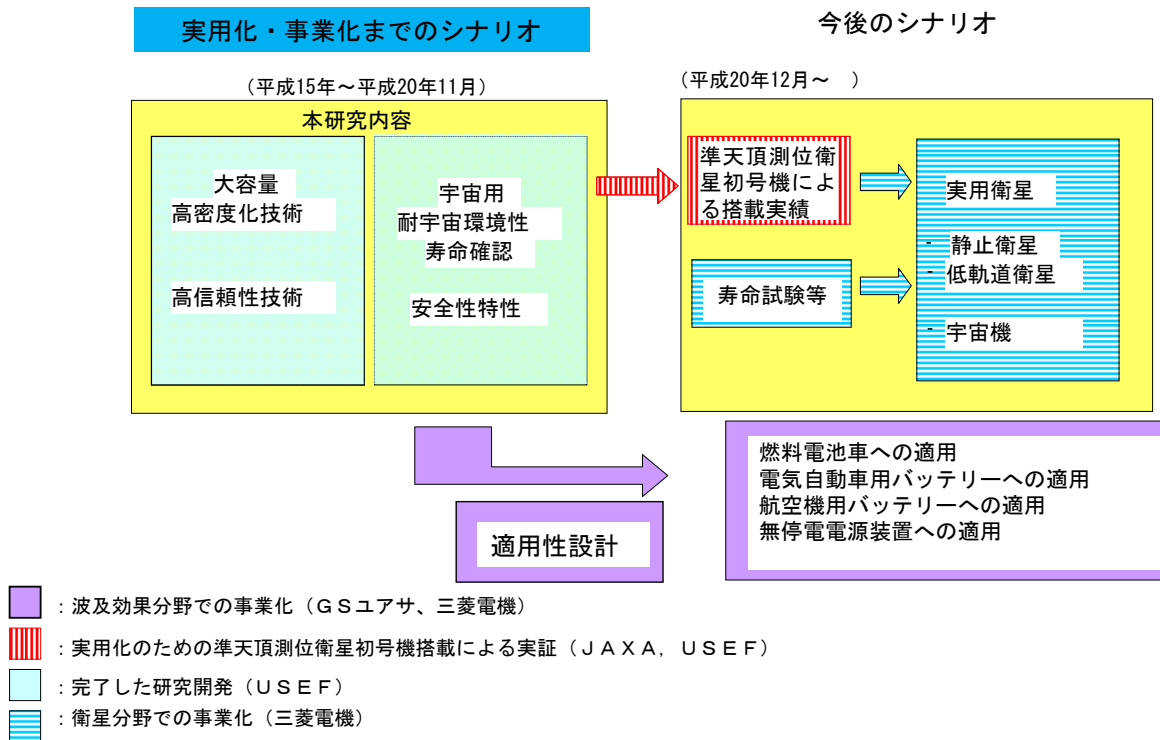 実用化・事業化までのシナリオ
今後のシナリオ
（平成15年～平成20年11月）
（平成20年12月～　）
本研究内容
大容量
高密度化技術
高信頼性技術
宇宙用
耐宇宙環境性
寿命確認
安全性特性
準天頂測位衛
星初号機によ
る搭載実績
寿命試験等
実用衛星
- 静止衛星
- 低軌道衛星
- 宇宙機
適用性設計
燃料電池車への適用
電気自動車用バッテリーへの適用
航空機用バッテリーへの適用
無停電電源装置への適用
：波及効果分野での事業化（ＧＳユアサ、三菱電機）
：実用化のための準天頂測位衛星初号機搭載による実証（ＪＡＸＡ，ＵＳＥＦ）
：完了した研究開発（ＵＳＥＦ）
：衛星分野での事業化（三菱電機）